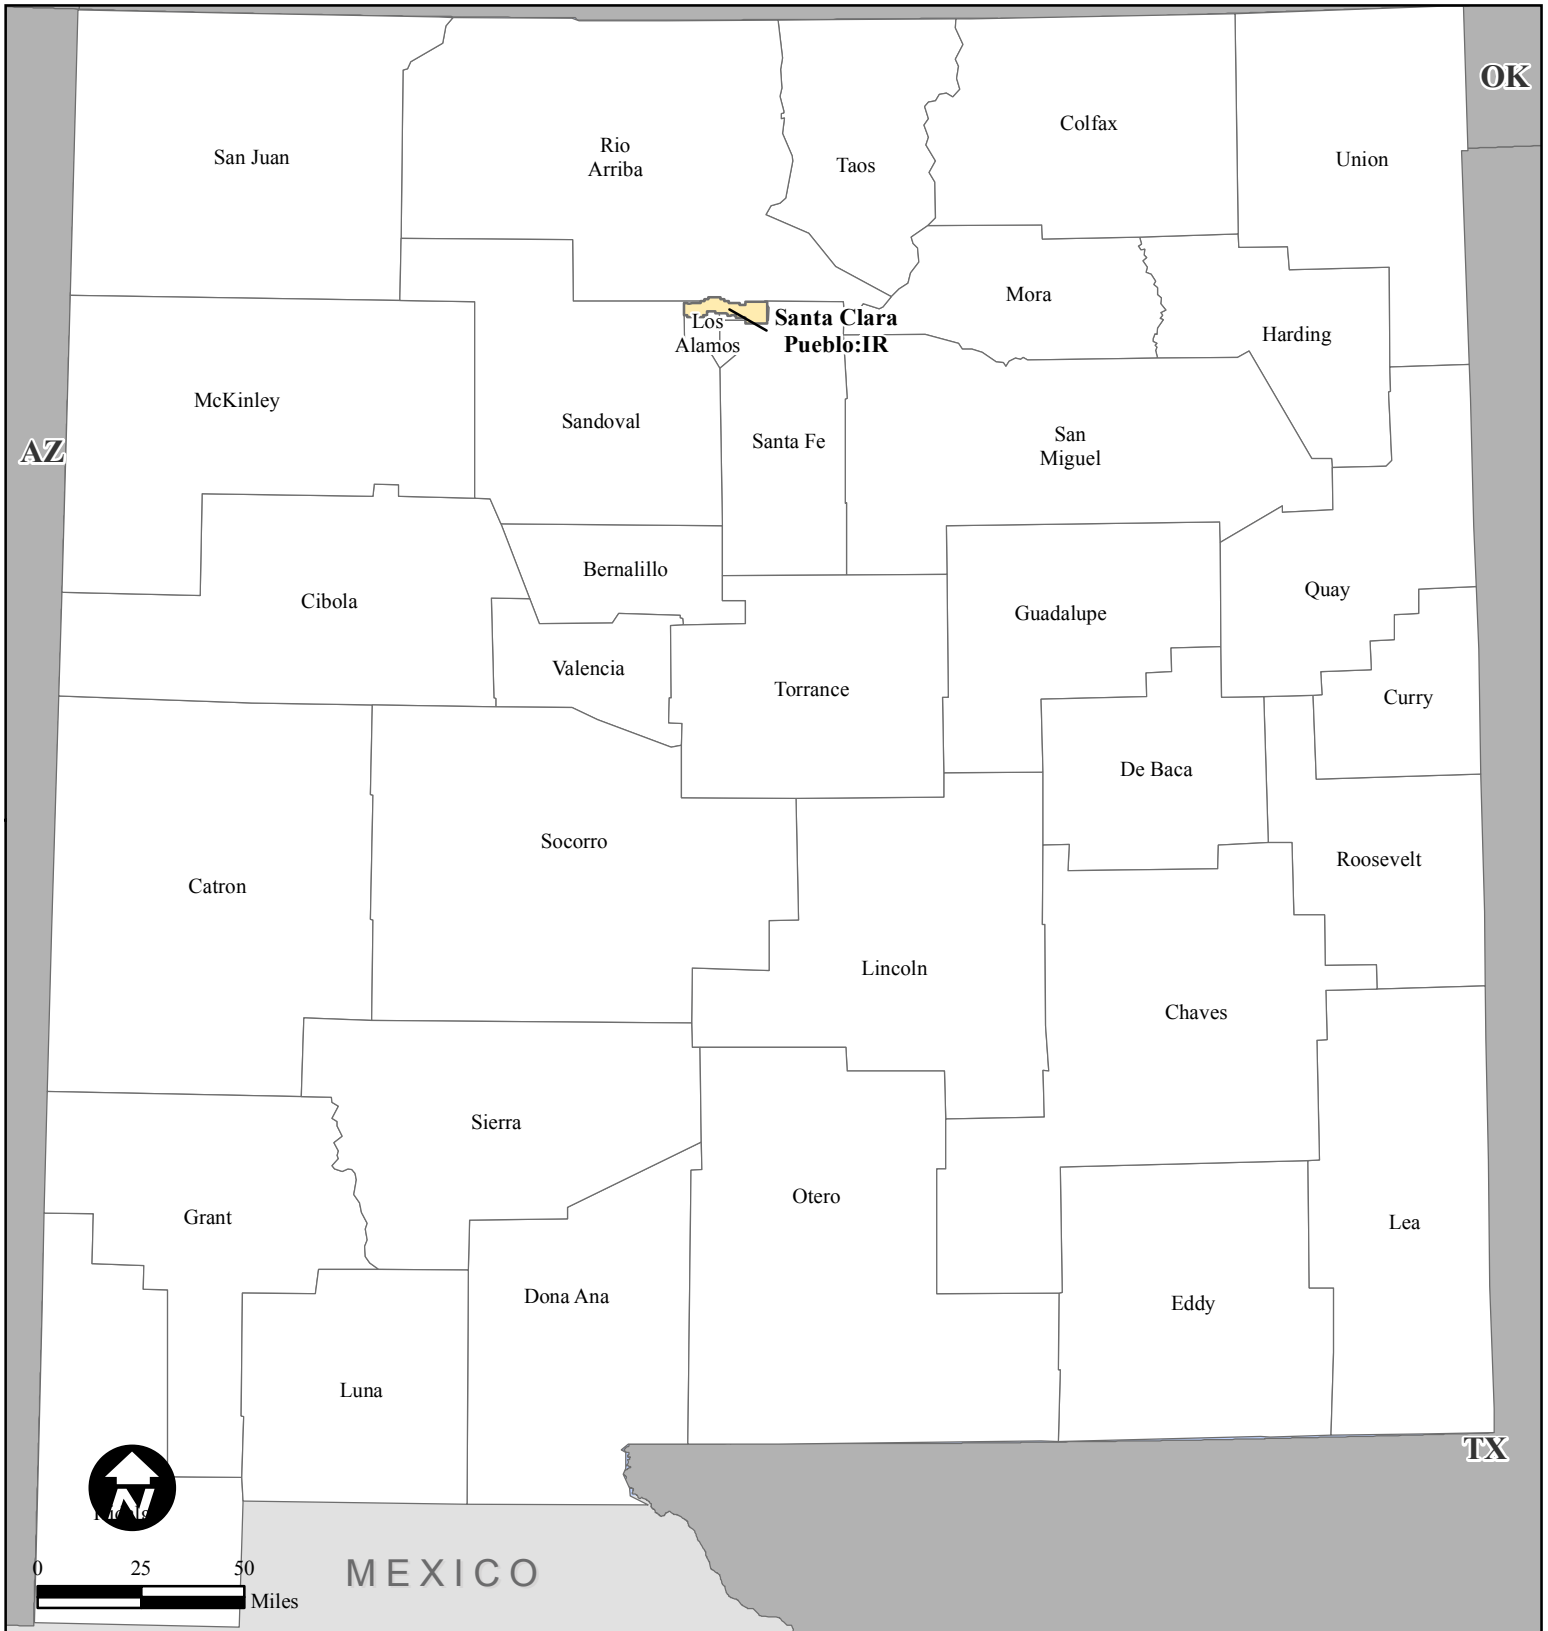 OK
Colfax
Rio
Arriba
San Juan
Taos
Union
Mora
Santa Clara
Pueblo:IR
Los
Alamos
Harding
McKinley
Sandoval
Santa Fe
San
Miguel
AZ
Bernalillo
Cibola
Quay
Guadalupe
Valencia
Torrance
Curry
De Baca
Socorro
Roosevelt
Catron
Lincoln
Chaves
Sierra
Otero
Grant
Lea
Dona Ana
Eddy
Luna
TX
N
0 25 50
Miles
MEXICO